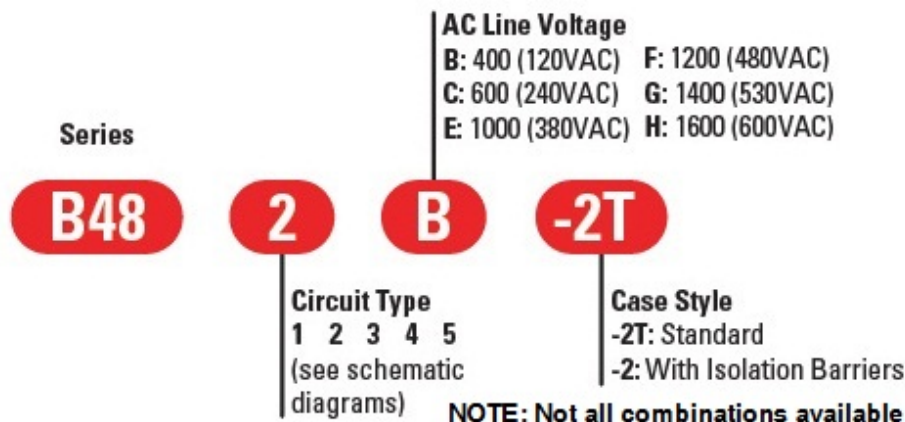 AC Line Voltage
B: 400 (120VAC) F: 1200 (480VAC)
C: 600 (240VAC) G: 1400 (530VAC)
E: 1000 (380VAC) H: 1600 (600VAC)
Series
B48 2 B -2T
Circuit Type
1 2 3 4 5
(see schematic
diagrams)
Case Style
-2T: Standard
-2: With Isolation Barriers
NOTE: Not all combinations available